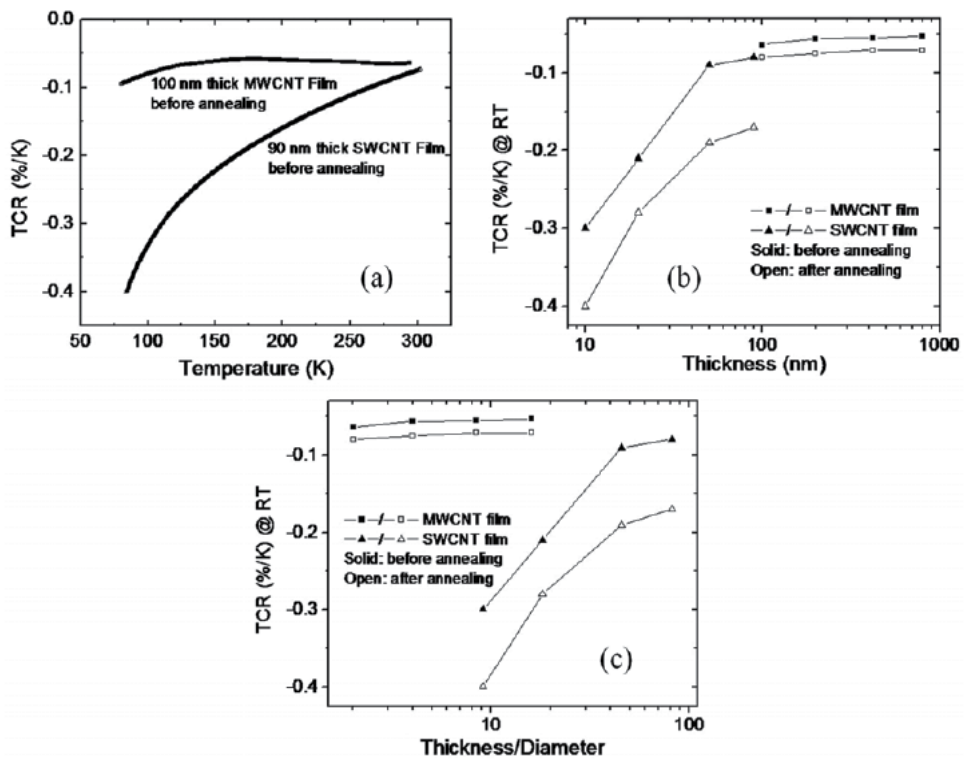 0.0
-0.1
-0.2
-0.3
-0.4
TCR (%/K)
100 nm thick MWCNT Film
before annealing
90 nm thick SWCNT Film
before annealing
(a)
50 100 150 200 250 300
Temperature (K)
-0.1
-0.2
-0.3
-0.4
TCR (%/K) @ RT
MWCNT film
SWCNT film
Solid: before annealing
Open: after annealing
(b)
10 100 1000
Thickness (nm)
-0.1
-0.2
-0.3
-0.4
TCR (%/K) @ RT
MWCNT film
SWCNT film
Solid: before annealing
Open: after annealing
(c)
10 100
Thickness/Diameter